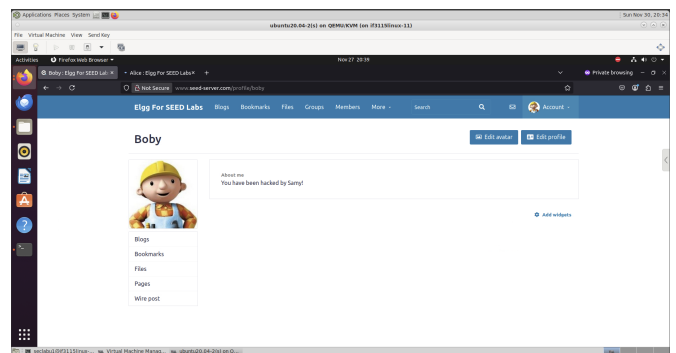 Applications Places System
Sun Nov 30, 20:34
ubuntu20.04-2(s) on QEMU/KVM (on if3115linux-11)
File Virtual Machine View Send Key
Activities Firefox Web Browser Nov 27 20:39
Boby : Elgg For SEED Lab × Alice : Elgg For SEED Labs × + Private browsing
Not Secure www.seed-server.com/profile/boby
Elgg For SEED Labs Blogs Bookmarks Files Groups Members More Search Account
Boby
Edit avatar Edit profile
About me
You have been hacked by Samy!
Add widgets
Blogs
Bookmarks
Files
Pages
Wire post
seclabu1@if3115linux-... Virtual Machine Manag... ubuntu20.04-2(s) on Q...